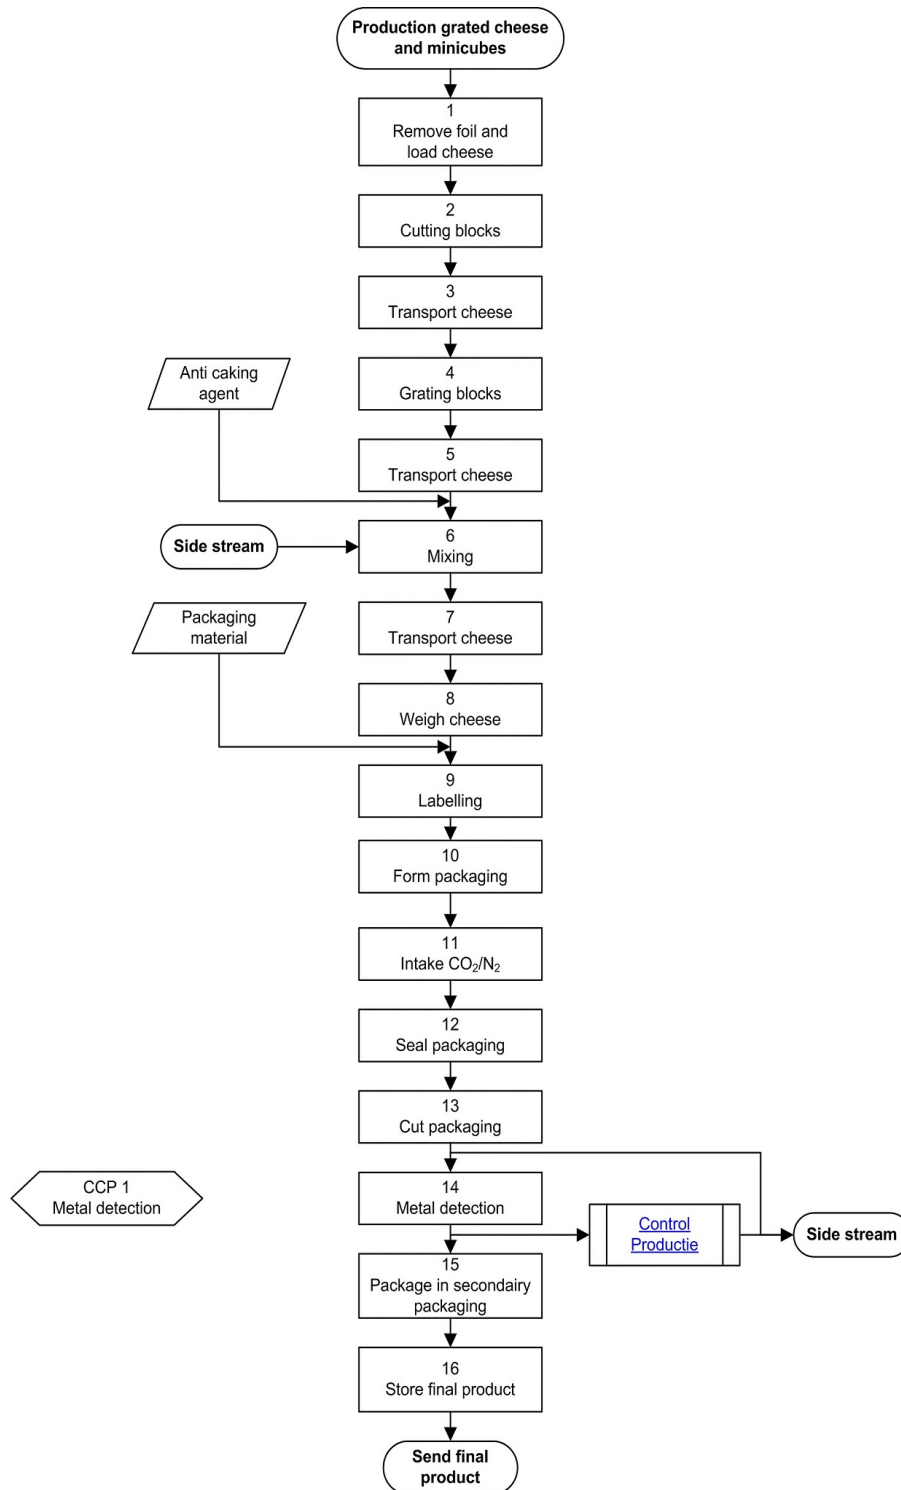 Production grated cheese
and minicubes
1
Remove foil and
load cheese
2
Cutting blocks
3
Transport cheese
Anti caking
agent
4
Grating blocks
5
Transport cheese
Side stream
6
Mixing
Packaging
material
7
Transport cheese
8
Weigh cheese
9
Labelling
10
Form packaging
11
Intake CO₂/N₂
12
Seal packaging
13
Cut packaging
CCP 1
Metal detection
14
Metal detection
Control
Productie
Side stream
15
Package in secondairy
packaging
16
Store final product
Send final
product